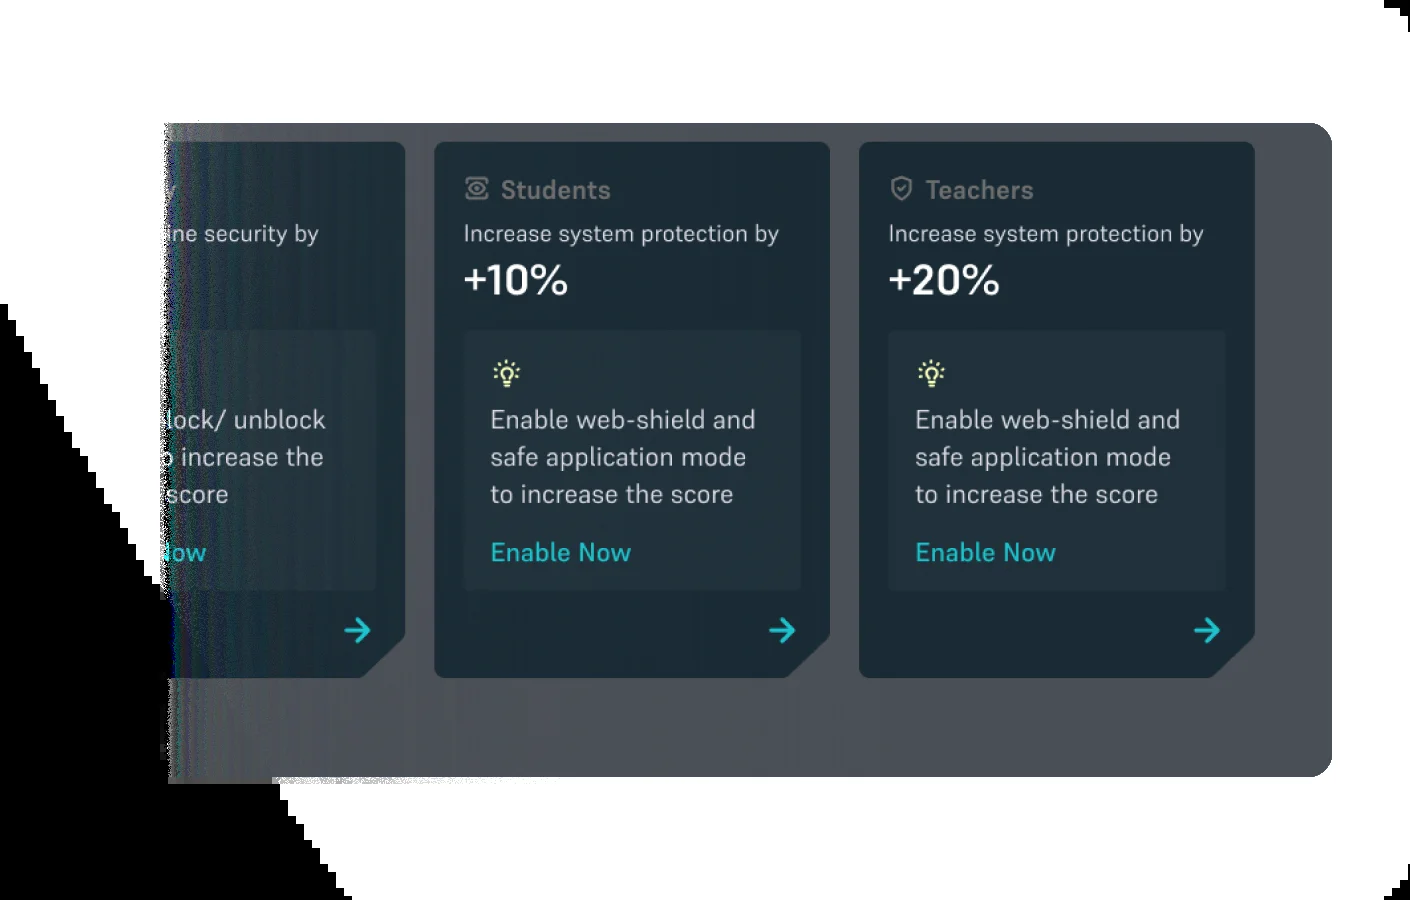 security by
lock/ unblock
increase the
score
Students
Increase system protection by
+10%
Enable web-shield and
safe application mode
to increase the score
Enable Now
Teachers
Increase system protection by
+20%
Enable web-shield and
safe application mode
to increase the score
Enable Now